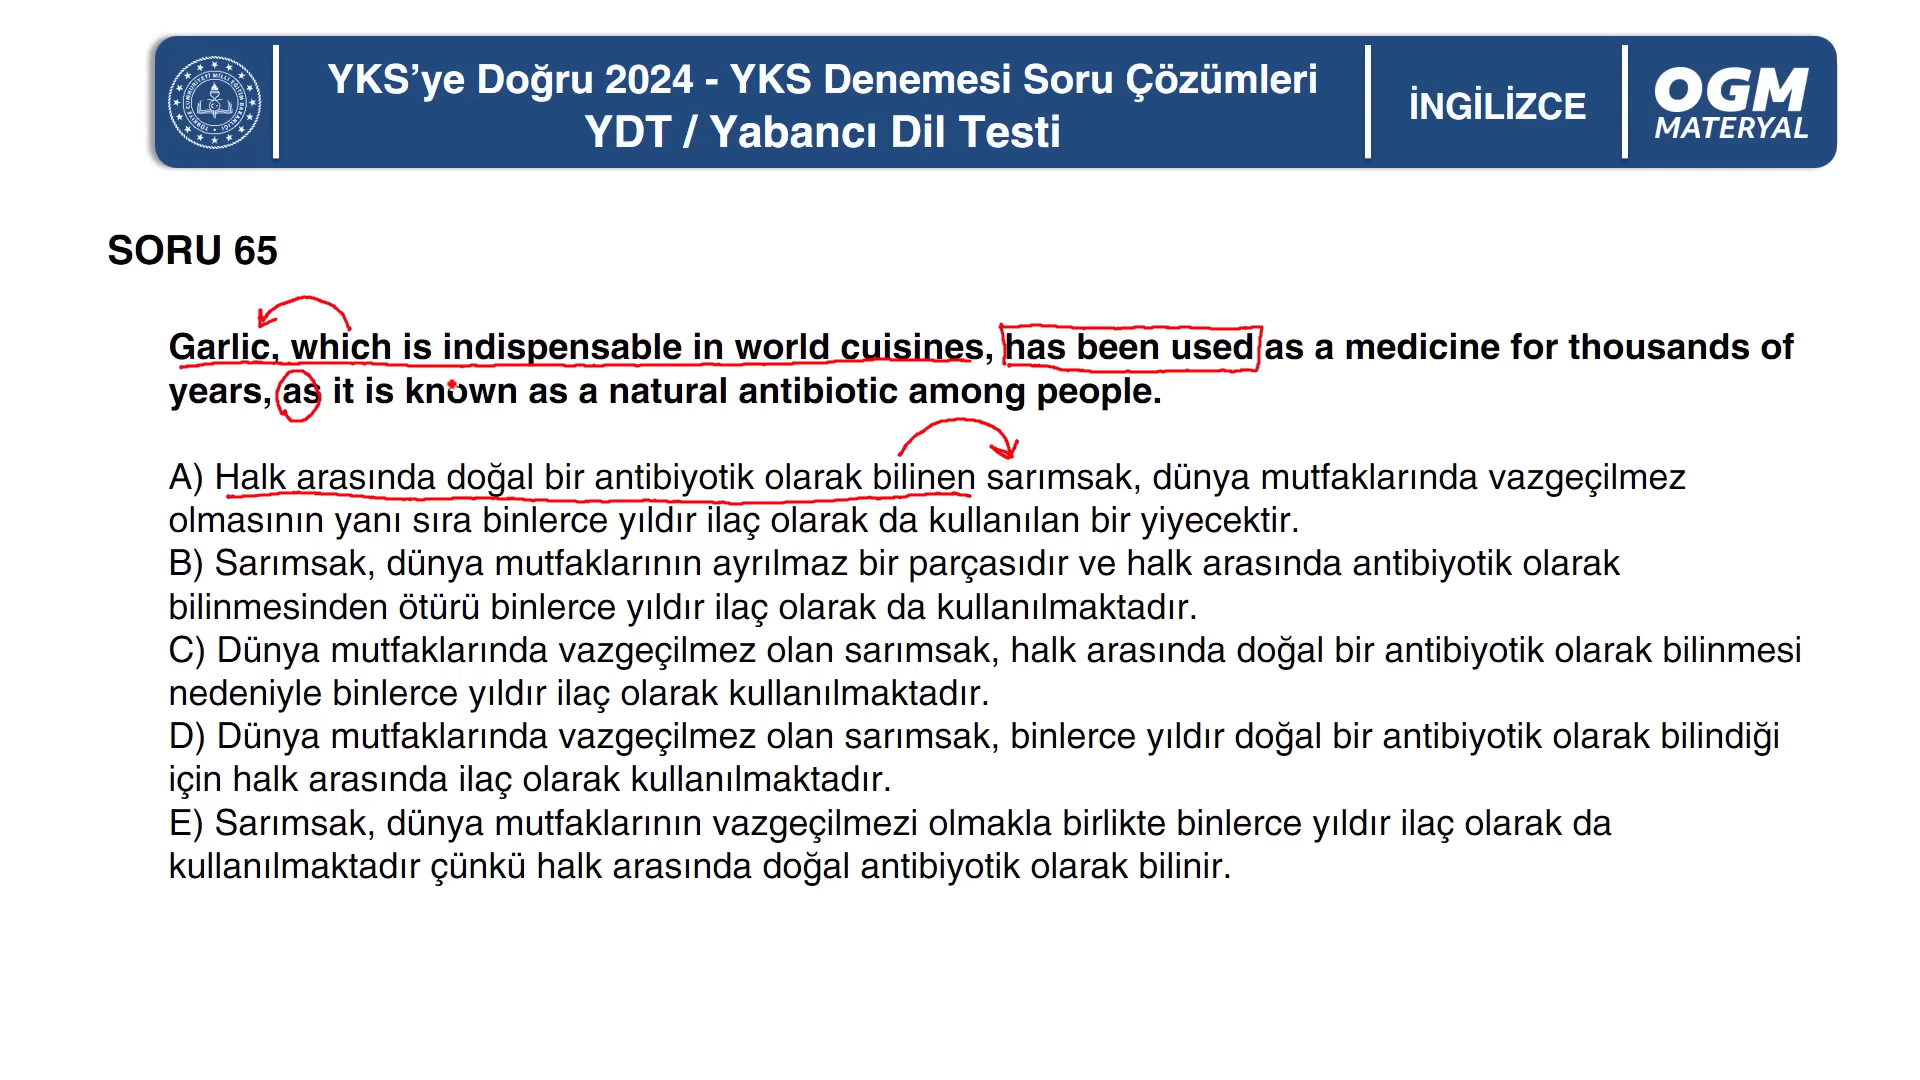 YKS’ye Doğru 2024 - YKS Denemesi Soru Çözümleri
YDT / Yabancı Dil Testi
İNGİLİZCE
OGM
MATERYAL
SORU 65
Garlic, which is indispensable in world cuisines, has been used as a medicine for thousands of
years, as it is known as a natural antibiotic among people.
A) Halk arasında doğal bir antibiyotik olarak bilinen sarımsak, dünya mutfaklarında vazgeçilmez
olmasının yanı sıra binlerce yıldır ilaç olarak da kullanılan bir yiyecektir.
B) Sarımsak, dünya mutfaklarının ayrılmaz bir parçasıdır ve halk arasında antibiyotik olarak
bilinmesinden ötürü binlerce yıldır ilaç olarak da kullanılmaktadır.
C) Dünya mutfaklarında vazgeçilmez olan sarımsak, halk arasında doğal bir antibiyotik olarak bilinmesi
nedeniyle binlerce yıldır ilaç olarak kullanılmaktadır.
D) Dünya mutfaklarında vazgeçilmez olan sarımsak, binlerce yıldır doğal bir antibiyotik olarak bilindiği
için halk arasında ilaç olarak kullanılmaktadır.
E) Sarımsak, dünya mutfaklarının vazgeçilmezi olmakla birlikte binlerce yıldır ilaç olarak da
kullanılmaktadır çünkü halk arasında doğal antibiyotik olarak bilinir.